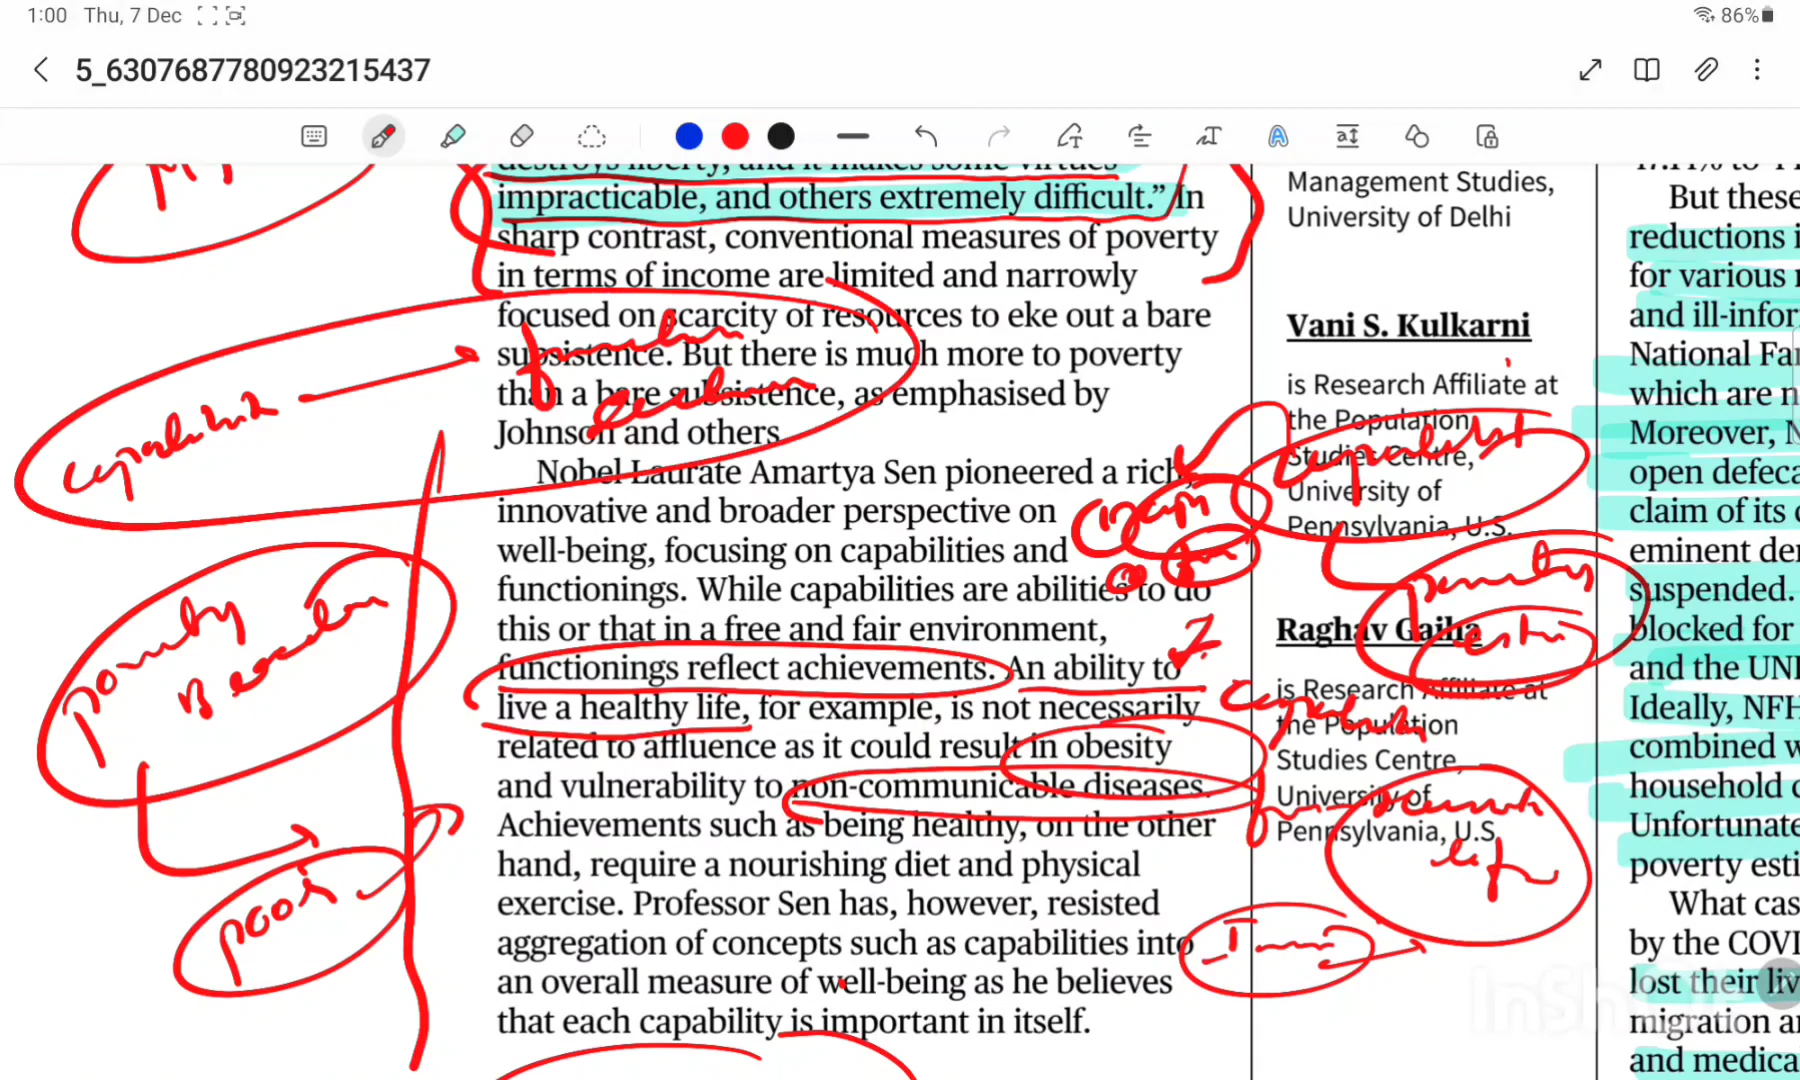 1:00 Thu, 7 Dec
86%
5_6307687780923215437
destroys liberty, and it makes some virtues
impracticable, and others extremely difficult.” In
sharp contrast, conventional measures of poverty
in terms of income are limited and narrowly
focused on scarcity of resources to eke out a bare
subsistence. But there is much more to poverty
than a bare subsistence, as emphasised by
Johnson and others.
Nobel Laurate Amartya Sen pioneered a rich,
innovative and broader perspective on
well-being, focusing on capabilities and
functionings. While capabilities are abilities to do
this or that in a free and fair environment,
functionings reflect achievements. An ability to
live a healthy life, for example, is not necessarily
related to affluence as it could result in obesity
and vulnerability to non-communicable diseases.
Achievements such as being healthy, on the other
hand, require a nourishing diet and physical
exercise. Professor Sen has, however, resisted
aggregation of concepts such as capabilities into
an overall measure of well-being as he believes
that each capability is important in itself.
poor
Management Studies,
University of Delhi
Vani S. Kulkarni
is Research Affiliate at
the Population
Studies Centre,
University of
Pennsylvania, U.S.
Raghav Gaiha
is Research Affiliate at
the Population
Studies Centre,
University of
Pennsylvania, U.S.
But these
reductions i
for various
and ill-infor
National Fa
which are n
Moreover, N
open defeca
claim of its
eminent de
suspended.
blocked for
and the UN
Ideally, NFH
combined w
household c
Unfortunate
poverty esti
What cas
by the COVI
lost their liv
migration a
and medica
InShot